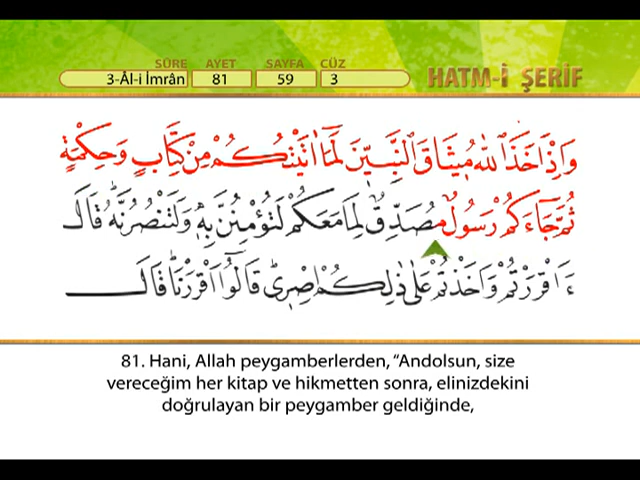 SÛRE AYET SAYFA CÜZ
3-Âl-i İmrân 81 59 3 HATM-İ ŞERİF
وَاِذْ اَخَذَ اللّٰهُ مٖيثَاقَ النَّبِيّٖنَ لَمَٓا اٰتَيْتُكُمْ مِنْ كِتَابٍ وَحِكْمَةٍ
ثُمَّ جَٓاءَكُمْ رَسُولٌ مُصَدِّقٌ لِمَا مَعَكُمْ لَتُؤْمِنُنَّ بِهٖ وَلَتَنْصُرُنَّهُ قَالَ
ءَاَقْرَرْتُمْ وَاَخَذْتُمْ عَلٰى ذٰلِكُمْ اِصْرٖى قَالُٓوا اَقْرَرْنَا قَالَ
81. Hani, Allah peygamberlerden, “Andolsun, size
vereceğim her kitap ve hikmetten sonra, elinizdekini
doğrulayan bir peygamber geldiğinde,